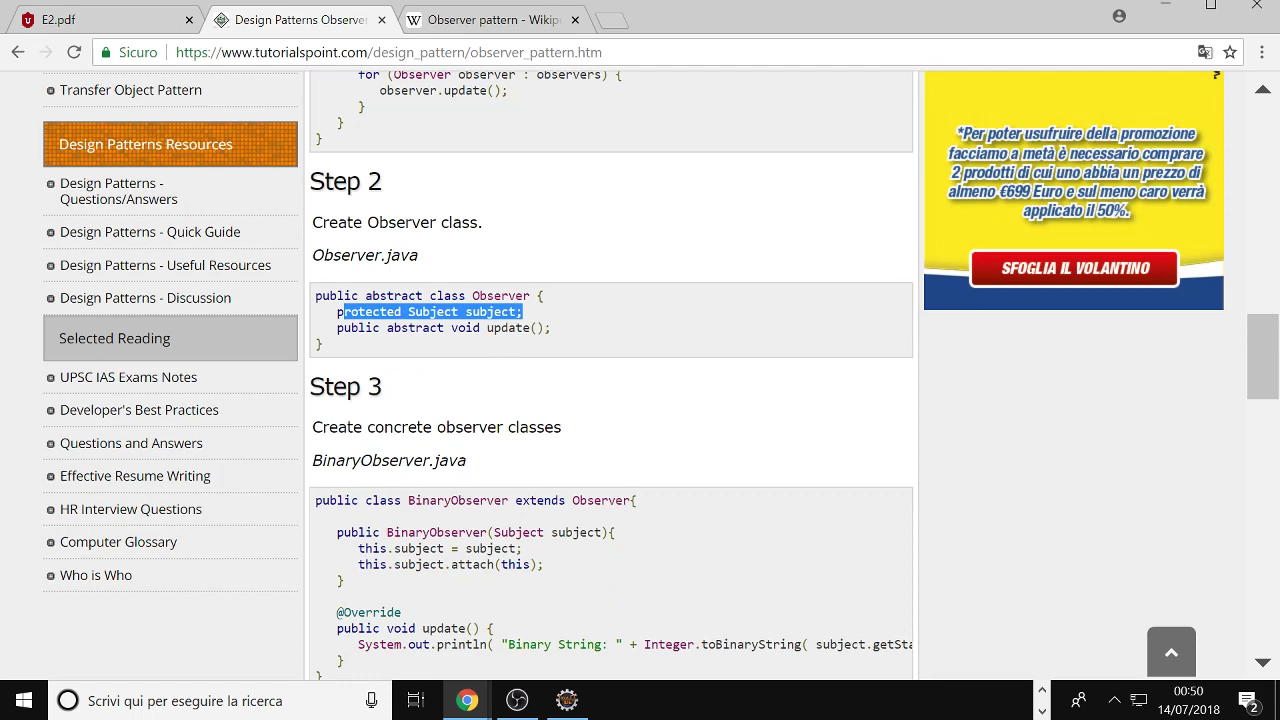 E2.pdf
Design Patterns Observer
Observer pattern - Wikip
Sicuro
https://www.tutorialspoint.com/design_pattern/observer_pattern.htm
Transfer Object Pattern
Design Patterns Resources
Design Patterns -
Questions/Answers
Design Patterns - Quick Guide
Design Patterns - Useful Resources
Design Patterns - Discussion
Selected Reading
UPSC IAS Exams Notes
Developer's Best Practices
Questions and Answers
Effective Resume Writing
HR Interview Questions
Computer Glossary
Who is Who
for (Observer observer : observers) {
observer.update();
}
}
}
Step 2
Create Observer class.
Observer.java
public abstract class Observer {
protected Subject subject;
public abstract void update();
}
Step 3
Create concrete observer classes
BinaryObserver.java
public class BinaryObserver extends Observer{
public BinaryObserver(Subject subject){
this.subject = subject;
this.subject.attach(this);
}
@Override
public void update() {
System.out.println( "Binary String: " + Integer.toBinaryString( subject.getSta
}
}
*Per poter usufruire della promozione
facciamo a metà è necessario comprare
2 prodotti di cui uno abbia un prezzo di
almeno €699 Euro e sul meno caro verrà
applicato il 50%.
SFOGLIA IL VOLANTINO
Scrivi qui per eseguire la ricerca
00:50
14/07/2018
2